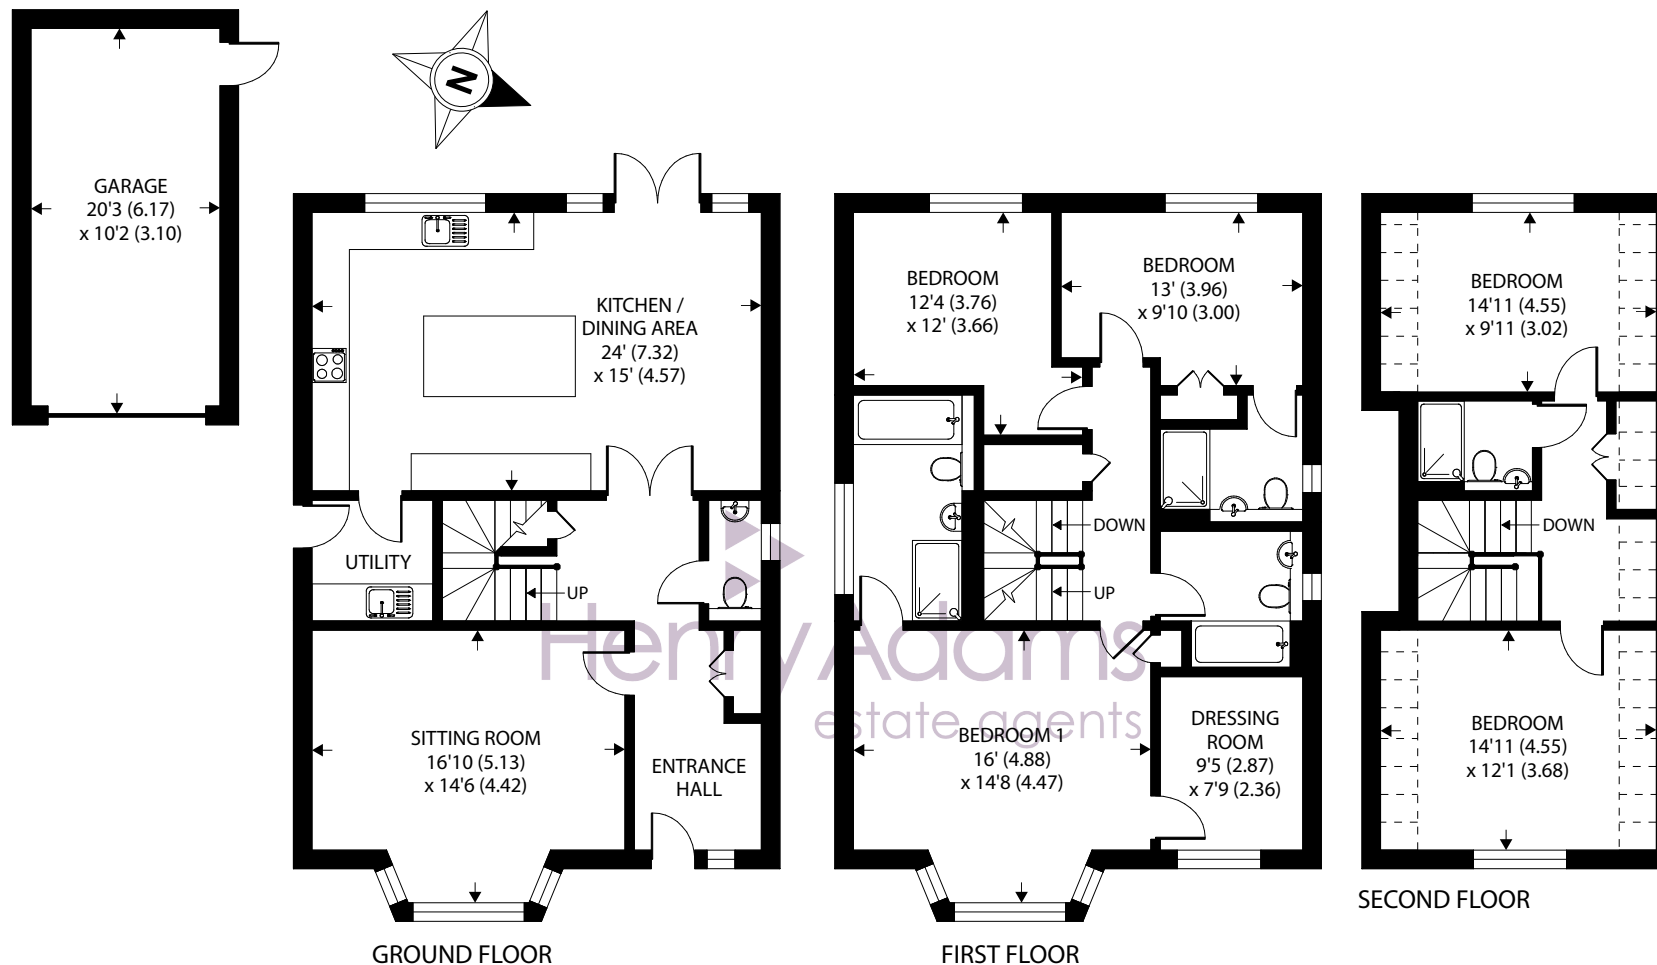 N
GARAGE
20'3 (6.17)
x 10'2 (3.10)
KITCHEN /
DINING AREA
24' (7.32)
x 15' (4.57)
UTILITY
UP
SITTING ROOM
16'10 (5.13)
x 14'6 (4.42)
ENTRANCE
HALL
GROUND FLOOR
BEDROOM
12'4 (3.76)
x 12' (3.66)
BEDROOM
13' (3.96)
x 9'10 (3.00)
DOWN
UP
BEDROOM 1
16' (4.88)
x 14'8 (4.47)
DRESSING
ROOM
9'5 (2.87)
x 7'9 (2.36)
FIRST FLOOR
BEDROOM
14'11 (4.55)
x 9'11 (3.02)
DOWN
BEDROOM
14'11 (4.55)
x 12'1 (3.68)
SECOND FLOOR
Henry Adams
estate agents